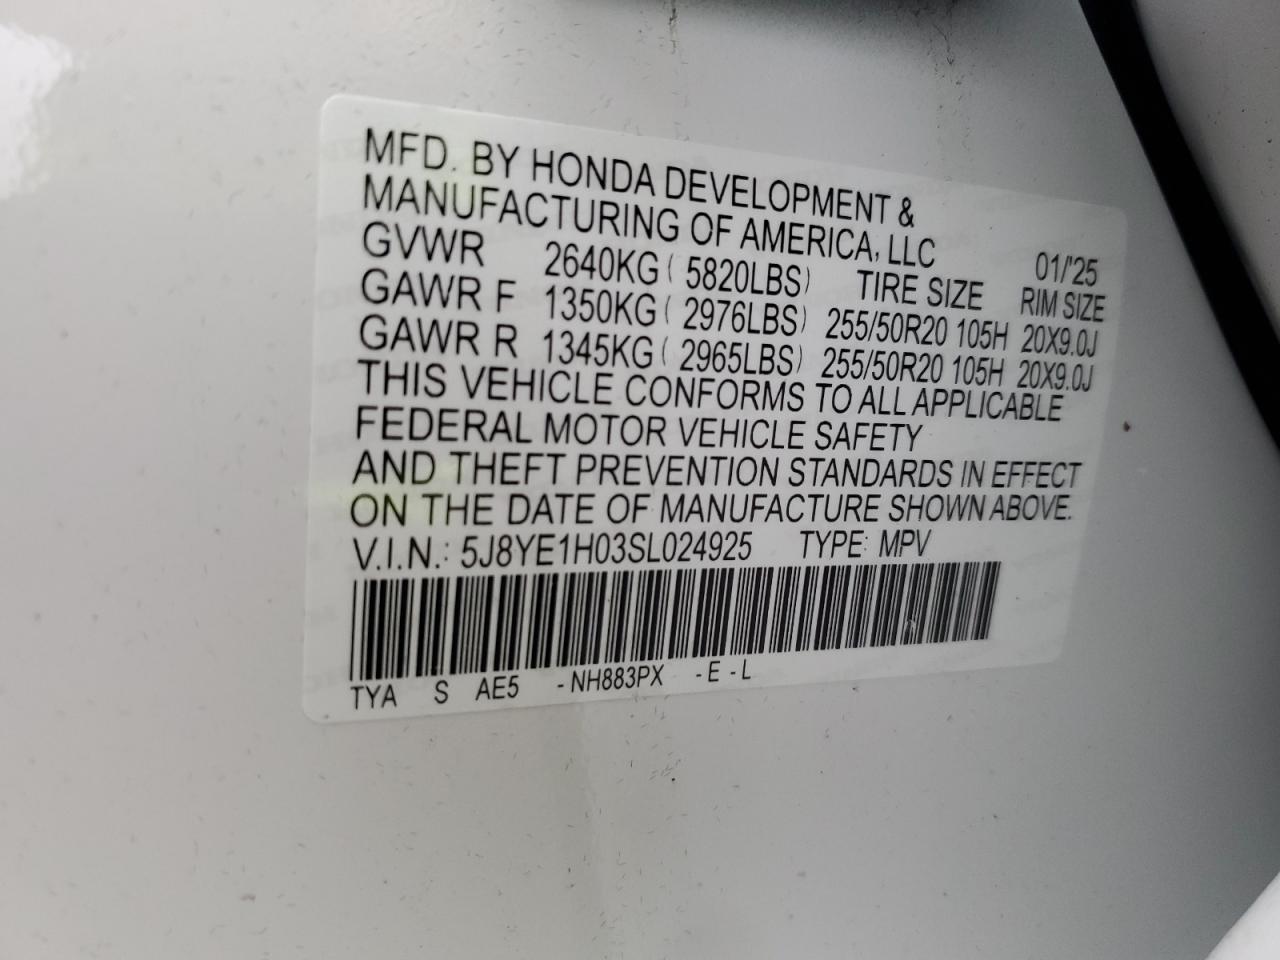 MFD. BY HONDA DEVELOPMENT &
MANUFACTURING OF AMERICA, LLC 01/'25
GVWR 2640KG ( 5820LBS) TIRE SIZE RIM SIZE
GAWR F 1350KG ( 2976LBS) 255/50R20 105H 20X9.0J
GAWR R 1345KG ( 2965LBS) 255/50R20 105H 20X9.0J
THIS VEHICLE CONFORMS TO ALL APPLICABLE
FEDERAL MOTOR VEHICLE SAFETY
AND THEFT PREVENTION STANDARDS IN EFFECT
ON THE DATE OF MANUFACTURE SHOWN ABOVE.
V.I.N.: 5J8YE1H03SL024925 TYPE: MPV
TYA S AE5 - NH883PX - E - L